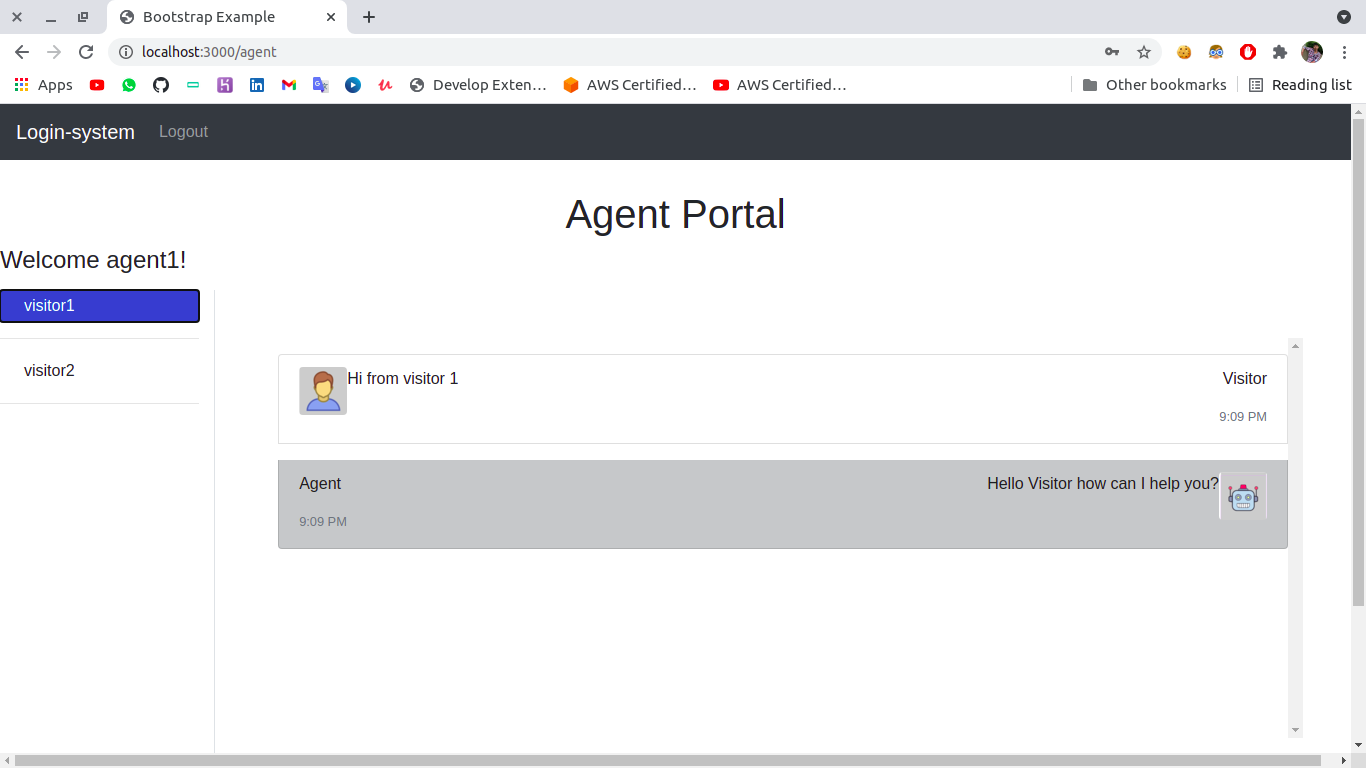 Bootstrap Example
localhost:3000/agent
Apps
Develop Exten...
AWS Certified...
AWS Certified...
Other bookmarks
Reading list
Login-system Logout
Agent Portal
Welcome agent1!
visitor1
visitor2
Hi from visitor 1 Visitor
9:09 PM
Agent Hello Visitor how can I help you?
9:09 PM